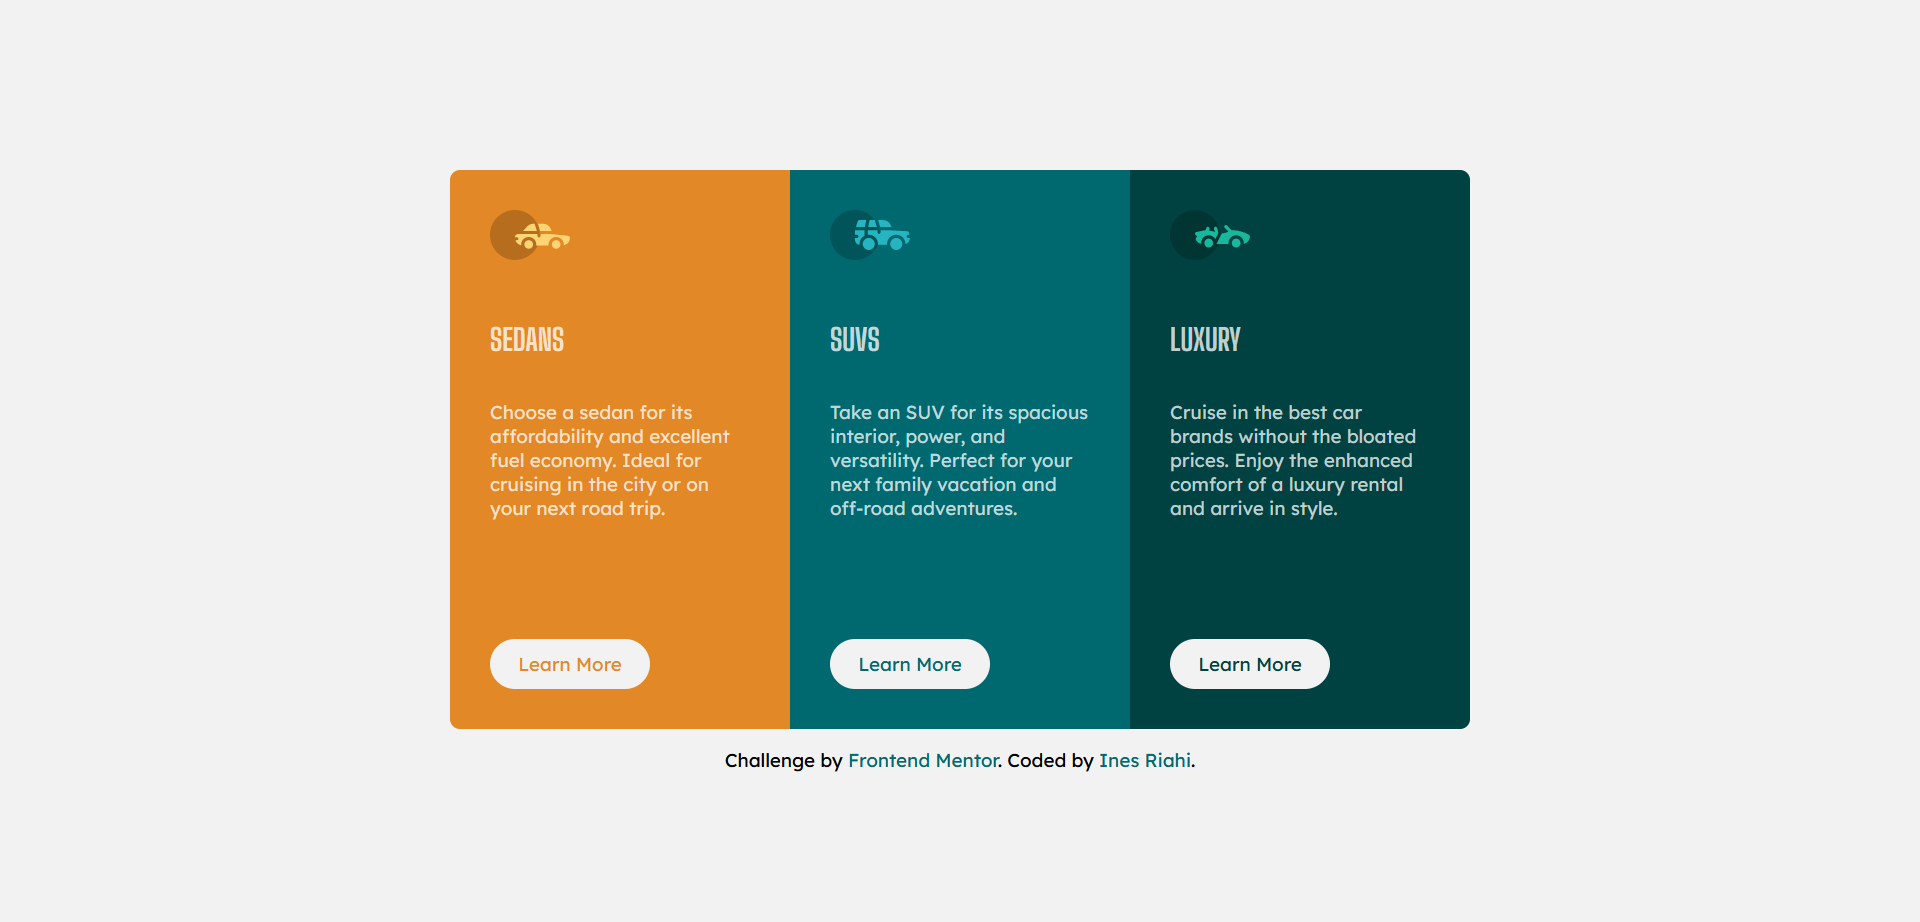 SEDANS
Choose a sedan for its
affordability and excellent
fuel economy. Ideal for
cruising in the city or on
your next road trip.
Learn More
SUVS
Take an SUV for its spacious
interior, power, and
versatility. Perfect for your
next family vacation and
off-road adventures.
Learn More
LUXURY
Cruise in the best car
brands without the bloated
prices. Enjoy the enhanced
comfort of a luxury rental
and arrive in style.
Learn More
Challenge by Frontend Mentor. Coded by Ines Riahi.